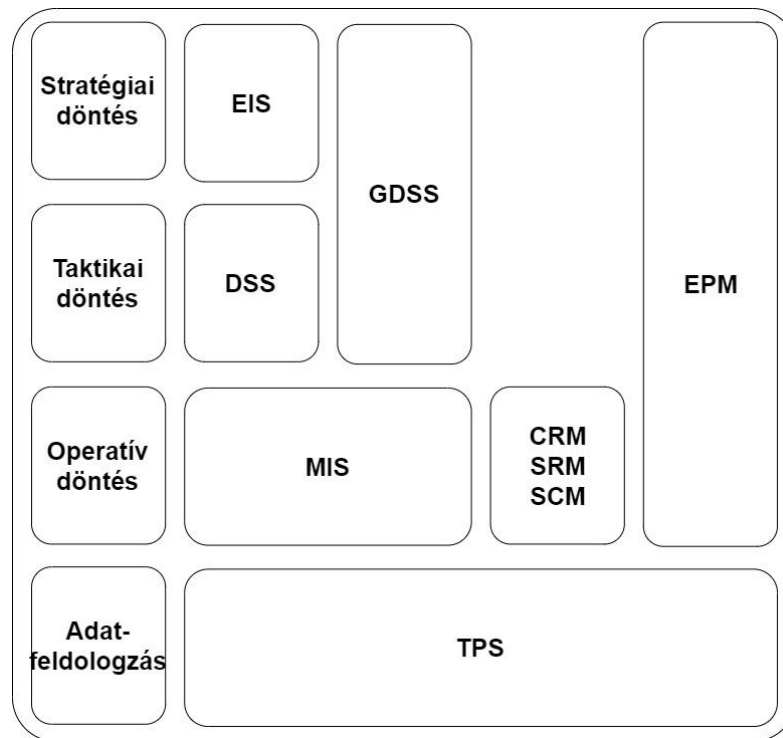 Stratégiai
döntés
EIS
GDSS
EPM
Taktikai
döntés
DSS
Operatív
döntés
MIS
CRM
SRM
SCM
Adat-
feldologzás
TPS